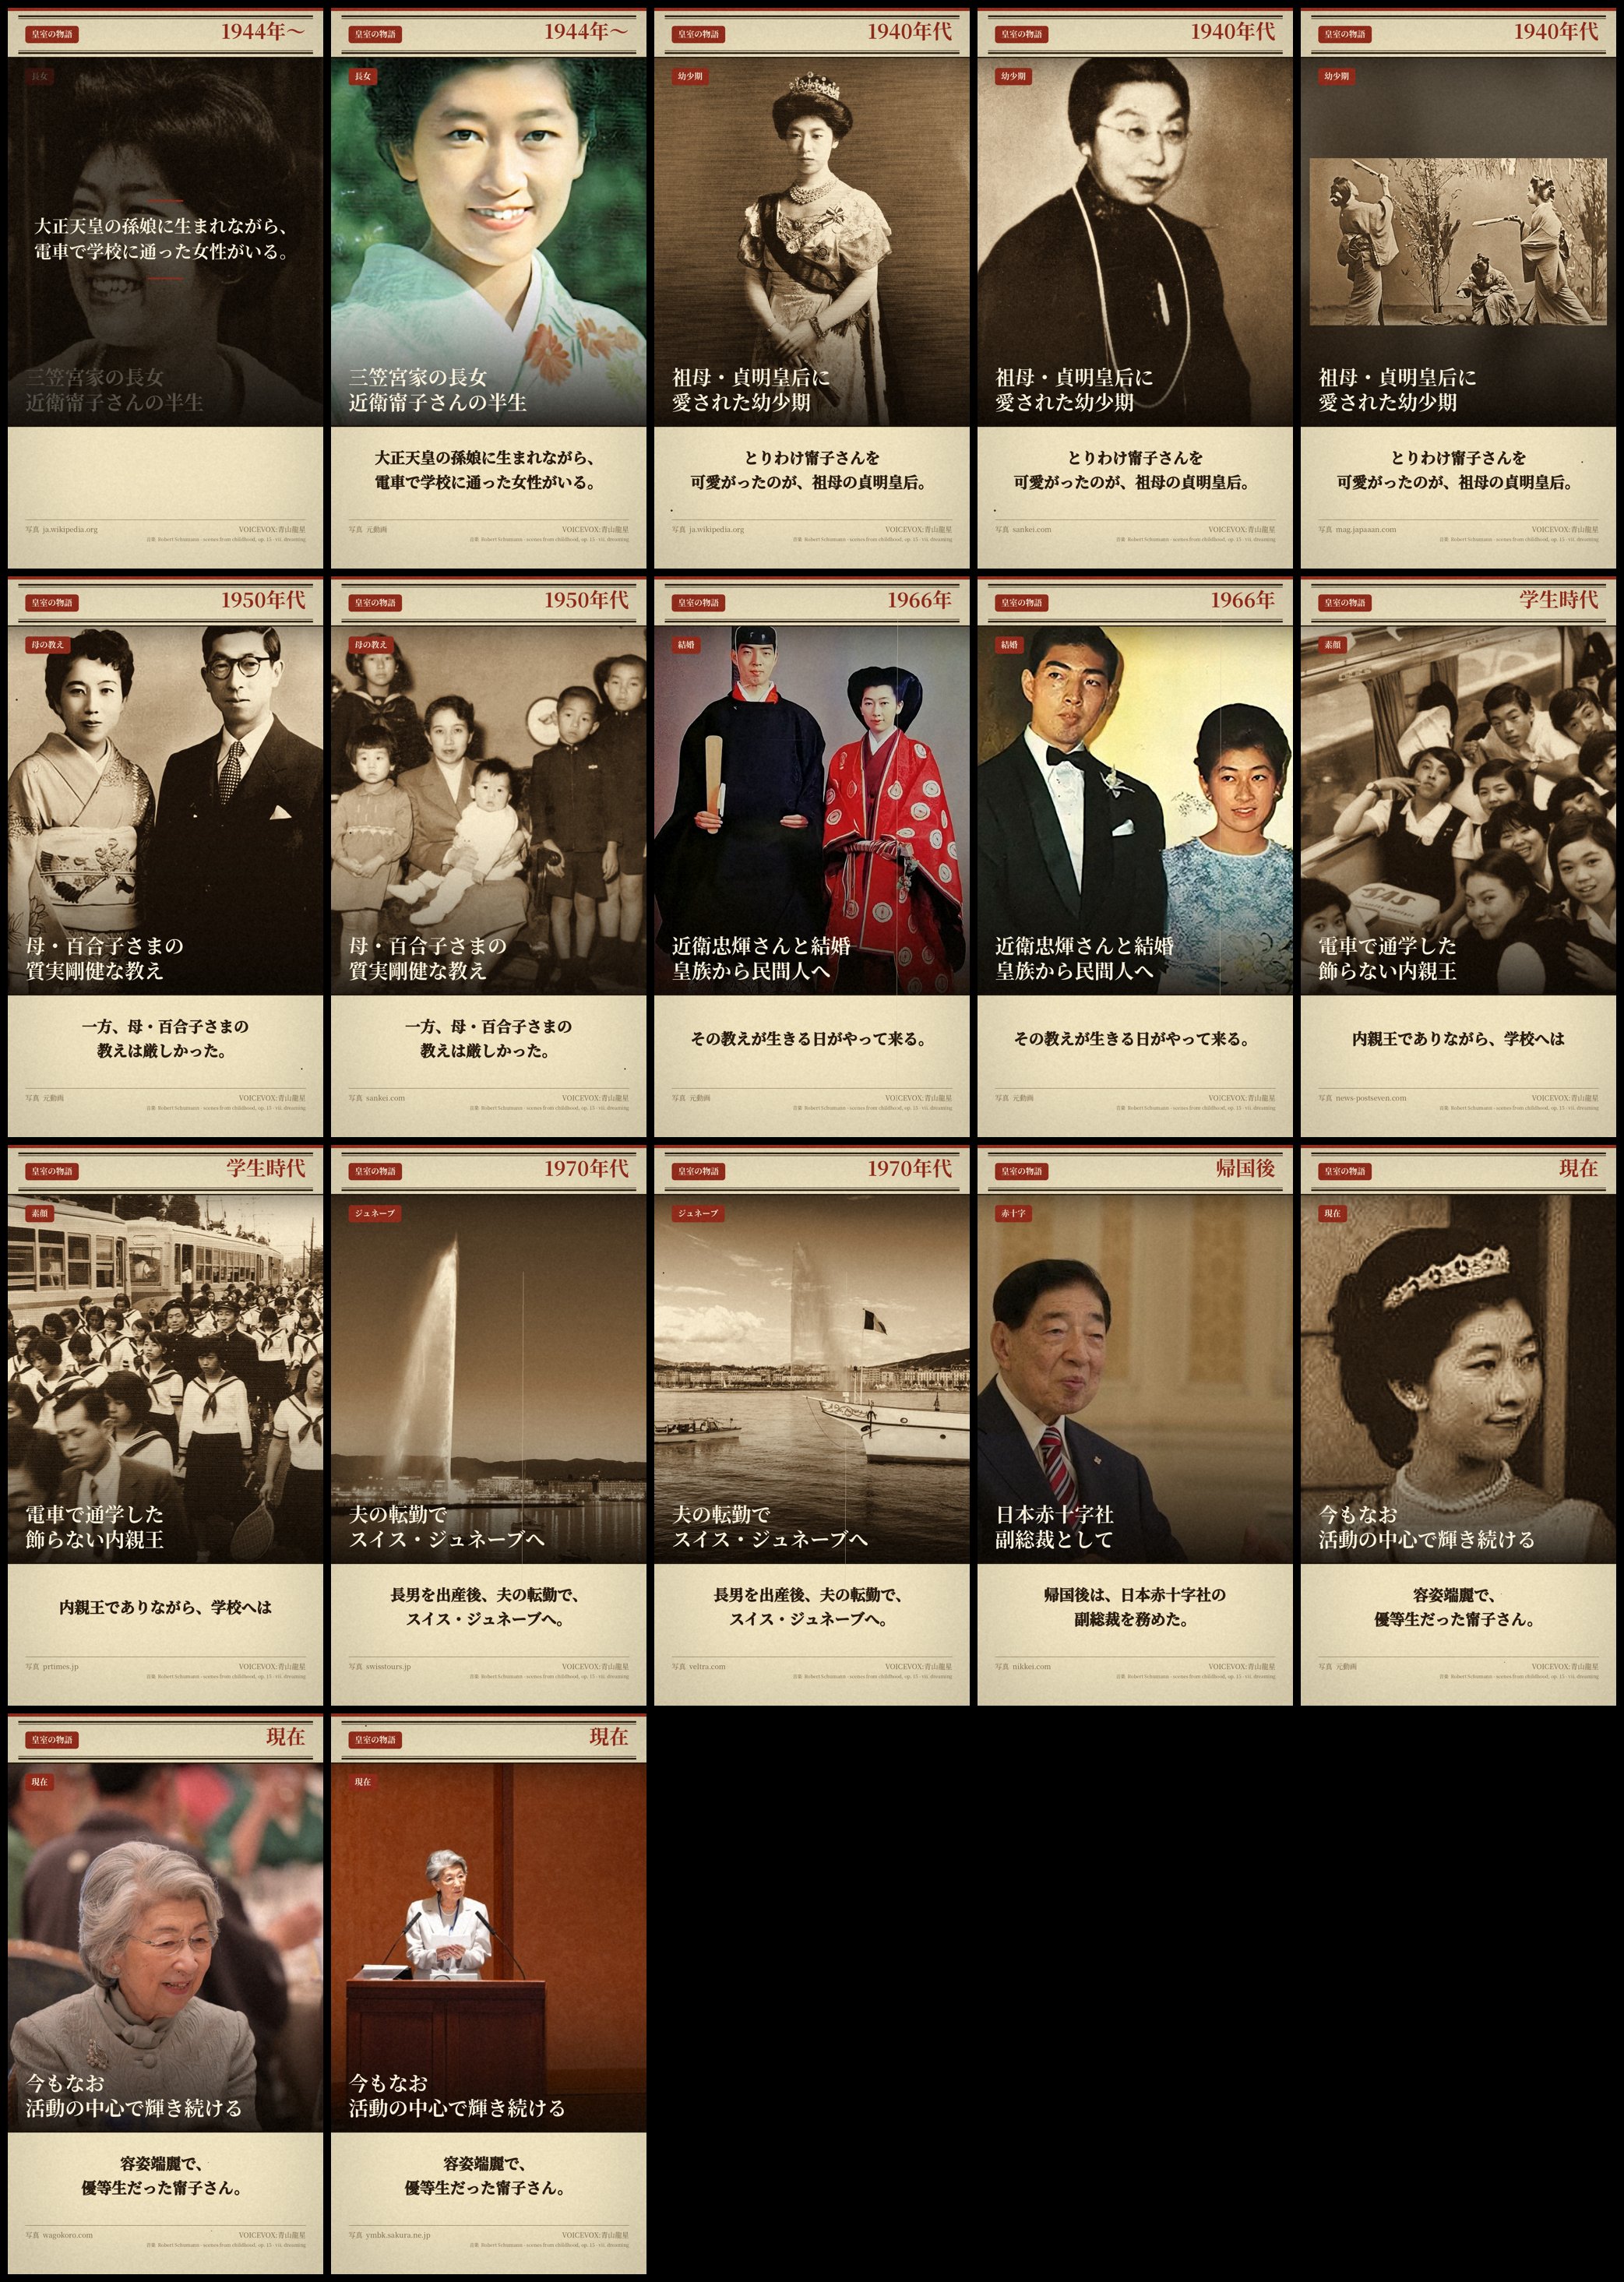 皇室の物語
1944年～
長女
大正天皇の孫娘に生まれながら、
電車で学校に通った女性がいる。
三笠宮家の長女
近衛甯子さんの半生
写真 ja.wikipedia.org
VOICEVOX:青山龍星
皇室の物語
1944年～
長女
三笠宮家の長女
近衛甯子さんの半生
大正天皇の孫娘に生まれながら、
電車で学校に通った女性がいる。
写真 元動画
VOICEVOX:青山龍星
皇室の物語
1940年代
幼少期
祖母・貞明皇后に
愛された幼少期
とりわけ甯子さんを
可愛がったのが、祖母の貞明皇后。
写真 ja.wikipedia.org
VOICEVOX:青山龍星
皇室の物語
1940年代
幼少期
祖母・貞明皇后に
愛された幼少期
とりわけ甯子さんを
可愛がったのが、祖母の貞明皇后。
写真 sankei.com
VOICEVOX:青山龍星
皇室の物語
1940年代
幼少期
祖母・貞明皇后に
愛された幼少期
とりわけ甯子さんを
可愛がったのが、祖母の貞明皇后。
写真 mag.japaaan.com
VOICEVOX:青山龍星
皇室の物語
1950年代
母の教え
母・百合子さまの
質実剛健な教え
一方、母・百合子さまの
教えは厳しかった。
写真 元動画
VOICEVOX:青山龍星
皇室の物語
1950年代
母の教え
母・百合子さまの
質実剛健な教え
一方、母・百合子さまの
教えは厳しかった。
写真 sankei.com
VOICEVOX:青山龍星
皇室の物語
1966年
結婚
近衛忠煇さんと結婚
皇族から民間人へ
その教えが生きる日がやって来る。
写真 元動画
VOICEVOX:青山龍星
皇室の物語
1966年
結婚
近衛忠煇さんと結婚
皇族から民間人へ
その教えが生きる日がやって来る。
写真 元動画
VOICEVOX:青山龍星
皇室の物語
学生時代
素顔
SAS
電車で通学した
飾らない内親王
内親王でありながら、学校へは
写真 news-postseven.com
VOICEVOX:青山龍星
皇室の物語
学生時代
素顔
電車で通学した
飾らない内親王
内親王でありながら、学校へは
写真 prtimes.jp
VOICEVOX:青山龍星
皇室の物語
1970年代
ジュネーブ
夫の転勤で
スイス・ジュネーブへ
長男を出産後、夫の転勤で、
スイス・ジュネーブへ。
写真 swisstours.jp
VOICEVOX:青山龍星
皇室の物語
1970年代
ジュネーブ
夫の転勤で
スイス・ジュネーブへ
長男を出産後、夫の転勤で、
スイス・ジュネーブへ。
写真 veltra.com
VOICEVOX:青山龍星
皇室の物語
帰国後
赤十字
日本赤十字社
副総裁として
帰国後は、日本赤十字社の
副総裁を務めた。
写真 nikkei.com
VOICEVOX:青山龍星
皇室の物語
現在
現在
今もなお
活動の中心で輝き続ける
容姿端麗で、
優等生だった甯子さん。
写真 元動画
VOICEVOX:青山龍星
皇室の物語
現在
現在
今もなお
活動の中心で輝き続ける
容姿端麗で、
優等生だった甯子さん。
写真 wagokoro.com
VOICEVOX:青山龍星
皇室の物語
現在
現在
今もなお
活動の中心で輝き続ける
容姿端麗で、
優等生だった甯子さん。
写真 ymbk.sakura.ne.jp
VOICEVOX:青山龍星